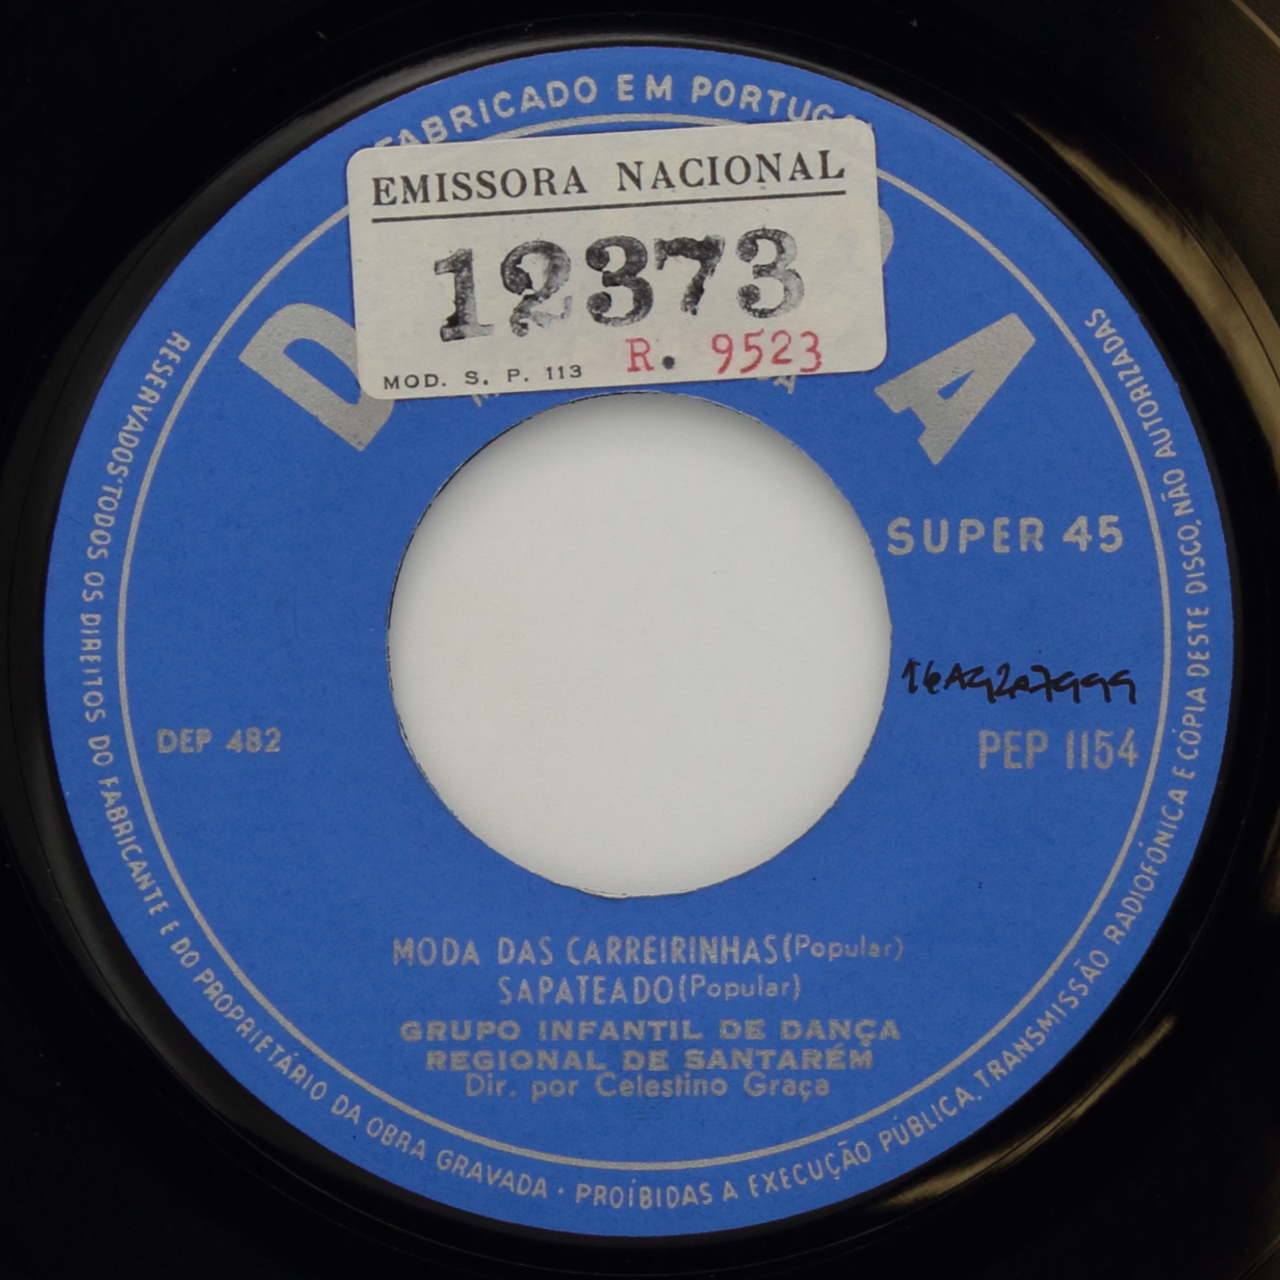 FABRICADO EM PORTUG
EMISSORA NACIONAL
12373
R. 9523
MOD. S. P. 113
D A
SUPER 45
DEP 482
PEP 1154
MODA DAS CARREIRINHAS (Popular)
SAPATEADO (Popular)
GRUPO INFANTIL DE DANÇA
REGIONAL DE SANTARÉM
Dir. por Celestino Graça
RESERVADOS·TODOS OS DIREITOS DO FABRICANTE E DO PROPRIETÁRIO DA OBRA GRAVADA · PROÍBIDAS A EXECUÇÃO PÚBLICA, TRANSMISSÃO RADIOFÓNICA E CÓPIA DESTE DISCO, NÃO AUTORIZADAS